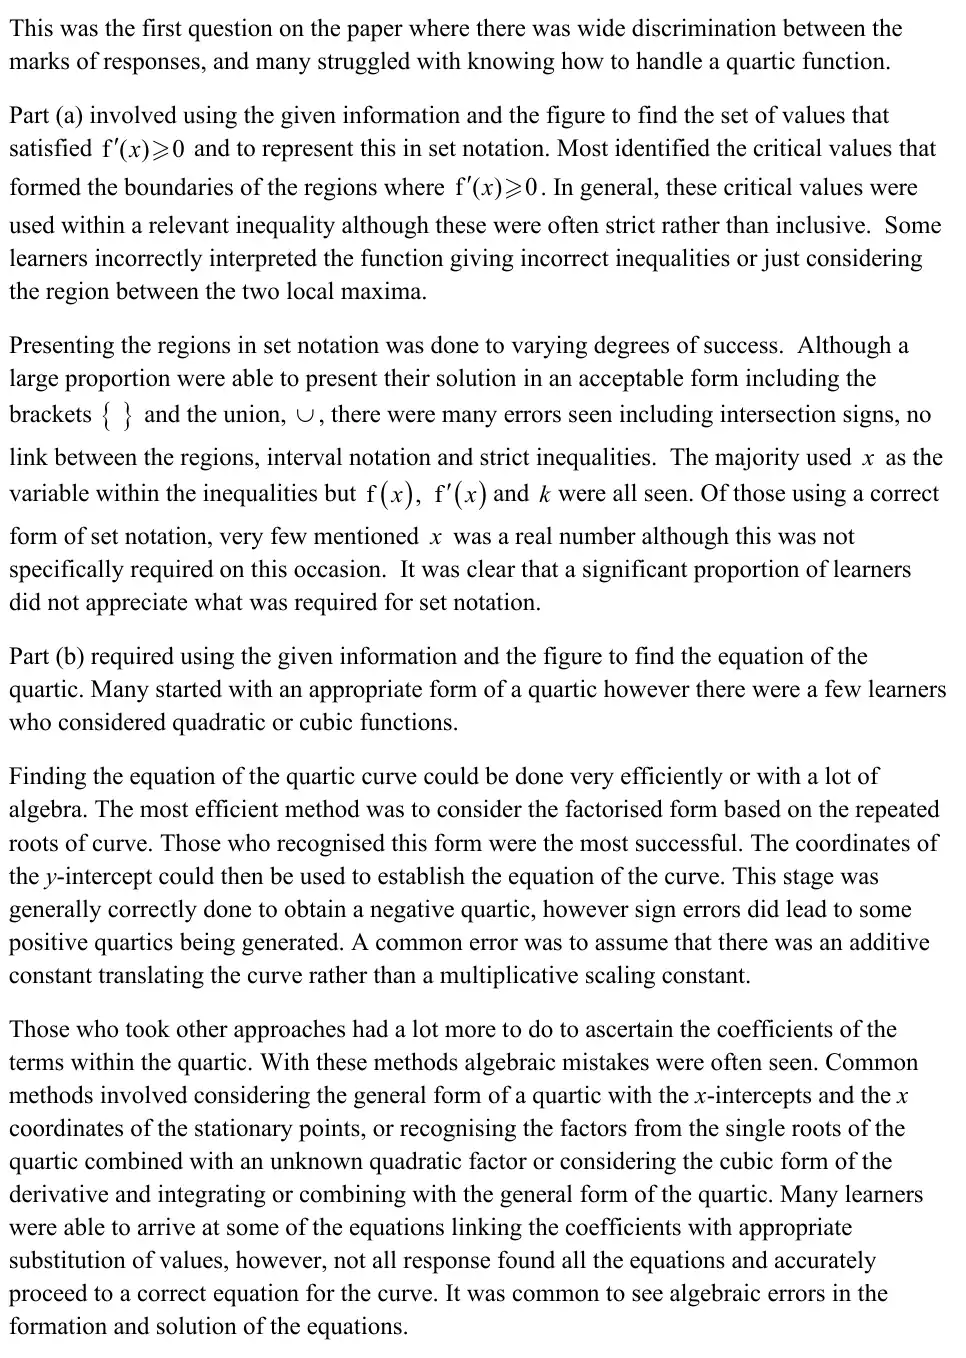 This was the first question on the paper where there was wide discrimination between the
marks of responses, and many struggled with knowing how to handle a quartic function.
Part (a) involved using the given information and the figure to find the set of values that
satisfied f′(x)⩾0 and to represent this in set notation. Most identified the critical values that
formed the boundaries of the regions where f′(x)⩾0. In general, these critical values were
used within a relevant inequality although these were often strict rather than inclusive.  Some
learners incorrectly interpreted the function giving incorrect inequalities or just considering
the region between the two local maxima.
Presenting the regions in set notation was done to varying degrees of success.  Although a
large proportion were able to present their solution in an acceptable form including the
brackets { } and the union, ∪, there were many errors seen including intersection signs, no
link between the regions, interval notation and strict inequalities.  The majority used x as the
variable within the inequalities but f(x), f′(x) and k were all seen. Of those using a correct
form of set notation, very few mentioned x was a real number although this was not
specifically required on this occasion.  It was clear that a significant proportion of learners
did not appreciate what was required for set notation.
Part (b) required using the given information and the figure to find the equation of the
quartic. Many started with an appropriate form of a quartic however there were a few learners
who considered quadratic or cubic functions.
Finding the equation of the quartic curve could be done very efficiently or with a lot of
algebra. The most efficient method was to consider the factorised form based on the repeated
roots of curve. Those who recognised this form were the most successful. The coordinates of
the y-intercept could then be used to establish the equation of the curve. This stage was
generally correctly done to obtain a negative quartic, however sign errors did lead to some
positive quartics being generated. A common error was to assume that there was an additive
constant translating the curve rather than a multiplicative scaling constant.
Those who took other approaches had a lot more to do to ascertain the coefficients of the
terms within the quartic. With these methods algebraic mistakes were often seen. Common
methods involved considering the general form of a quartic with the x-intercepts and the x
coordinates of the stationary points, or recognising the factors from the single roots of the
quartic combined with an unknown quadratic factor or considering the cubic form of the
derivative and integrating or combining with the general form of the quartic. Many learners
were able to arrive at some of the equations linking the coefficients with appropriate
substitution of values, however, not all response found all the equations and accurately
proceed to a correct equation for the curve. It was common to see algebraic errors in the
formation and solution of the equations.